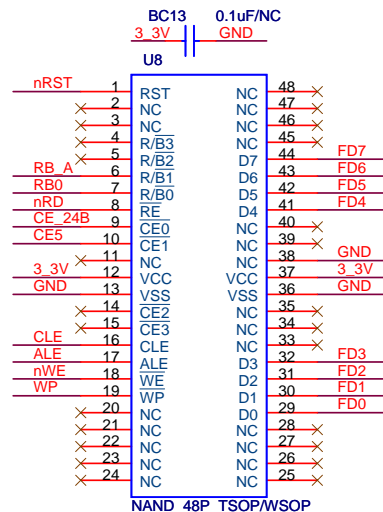 BC13 0.1uF/NC
3_3V GND
U8
nRST 1 RST NC 48
2 NC NC 47
3 NC NC 46
4 R/B3 NC 45
5 R/B2 D7 44 FD7
RB_A 6 R/B1 D6 43 FD6
RB0 7 R/B0 D5 42 FD5
nRD 8 RE D4 41 FD4
CE_24B 9 CE0 NC 40
CE5 10 CE1 NC 39
11 NC NC 38 GND
3_3V 12 VCC VCC 37 3_3V
GND 13 VSS VSS 36 GND
14 CE2 NC 35
15 CE3 NC 34
CLE 16 CLE NC 33
ALE 17 ALE D3 32 FD3
nWE 18 WE D2 31 FD2
WP 19 WP D1 30 FD1
20 NC D0 29 FD0
21 NC NC 28
22 NC NC 27
23 NC NC 26
24 NC NC 25
NAND 48P TSOP/WSOP